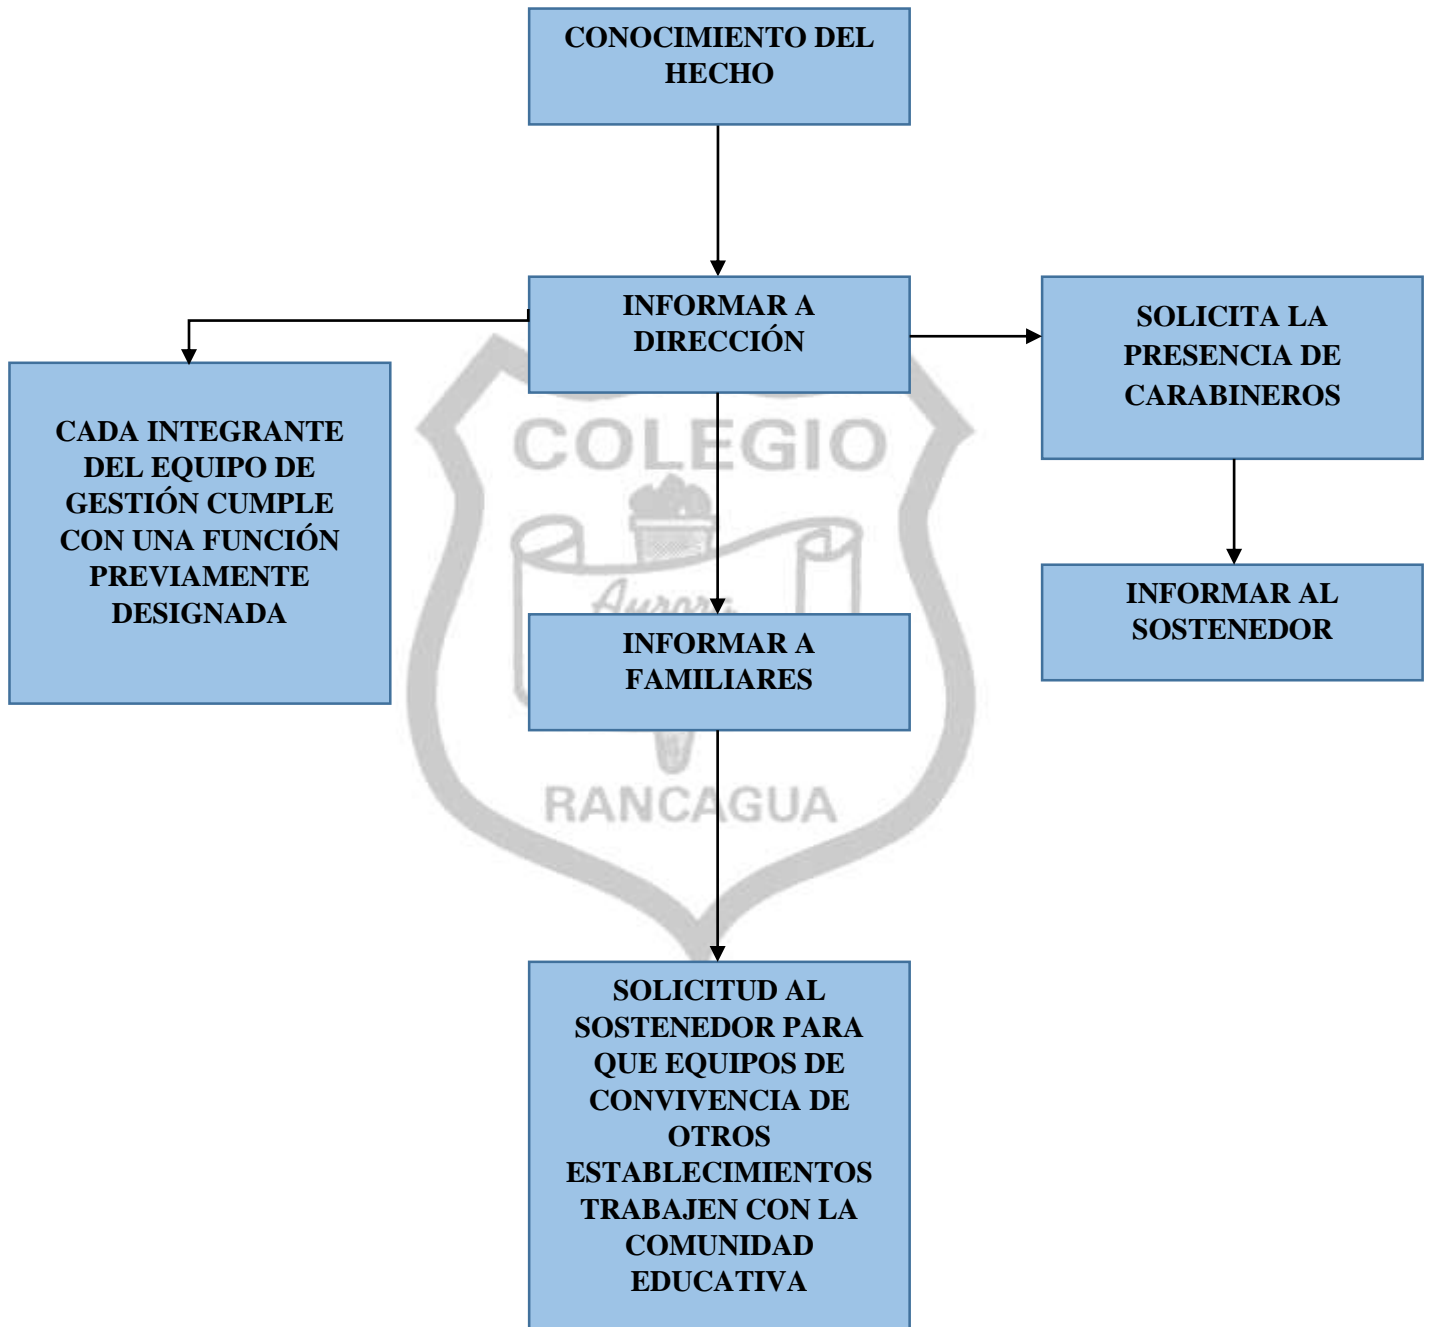 CONOCIMIENTO DEL
HECHO
INFORMAR A
DIRECCIÓN
SOLICITA LA
PRESENCIA DE
CARABINEROS
CADA INTEGRANTE
DEL EQUIPO DE
GESTIÓN CUMPLE
CON UNA FUNCIÓN
PREVIAMENTE
DESIGNADA
COLEGIO
Aurora
INFORMAR A
FAMILIARES
INFORMAR AL
SOSTENEDOR
RANCAGUA
SOLICITUD AL
SOSTENEDOR PARA
QUE EQUIPOS DE
CONVIVENCIA DE
OTROS
ESTABLECIMIENTOS
TRABAJEN CON LA
COMUNIDAD
EDUCATIVA